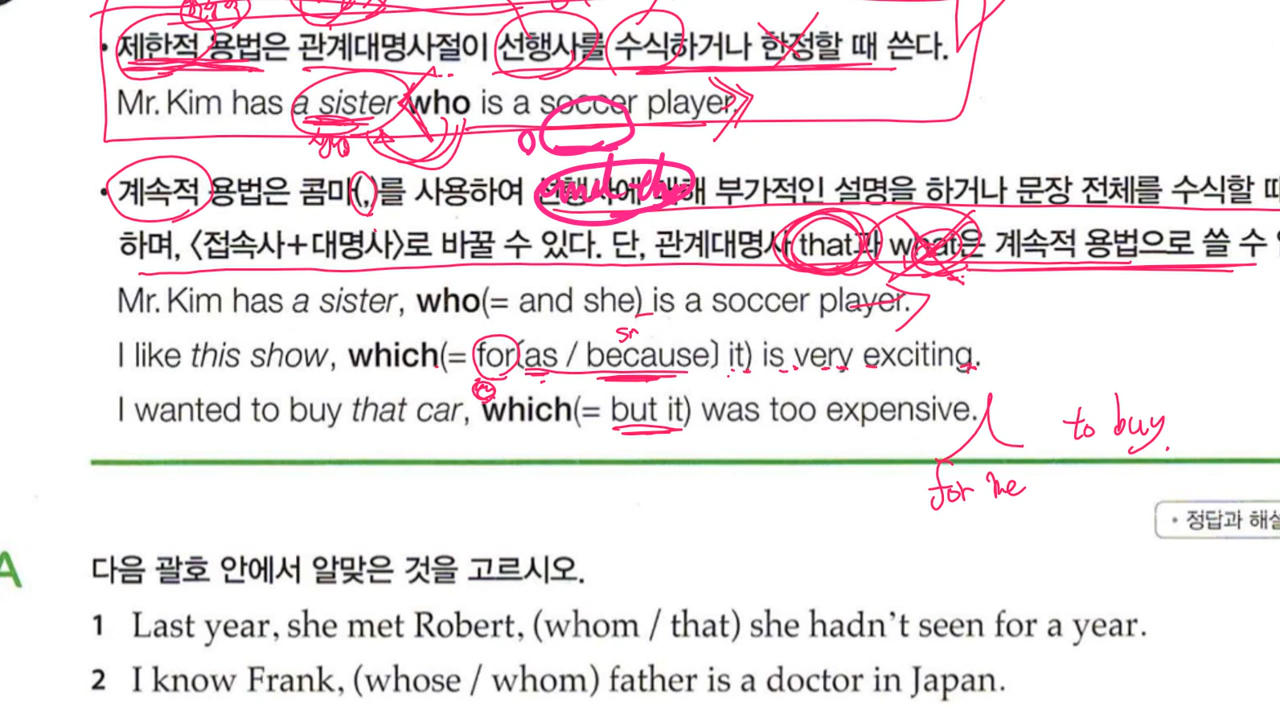 • 제한적 용법은 관계대명사절이 선행사를 수식하거나 한정할 때 쓴다.
Mr. Kim has a sister who is a soccer player.
• 계속적 용법은 콤마(,)를 사용하여 선행사에 대해 부가적인 설명을 하거나 문장 전체를 수식할 때
하며, 〈접속사+대명사〉로 바꿀 수 있다. 단, 관계대명사 that과 what은 계속적 용법으로 쓸 수
Mr. Kim has a sister, who(= and she) is a soccer player.
I like this show, which(= for[as / because] it) is very exciting.
I wanted to buy that car, which(= but it) was too expensive.
to buy.
for me
• 정답과 해설
A 다음 괄호 안에서 알맞은 것을 고르시오.
1 Last year, she met Robert, (whom / that) she hadn't seen for a year.
2 I know Frank, (whose / whom) father is a doctor in Japan.